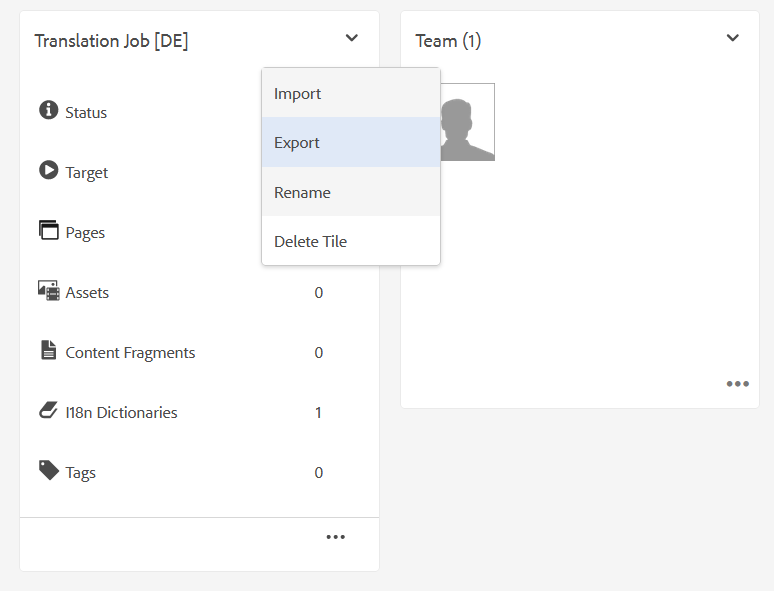 Translation Job [DE]
Team (1)
Import
Export
Rename
Delete Tile
Status
Target
Pages
Assets 0
Content Fragments 0
I18n Dictionaries 1
Tags 0